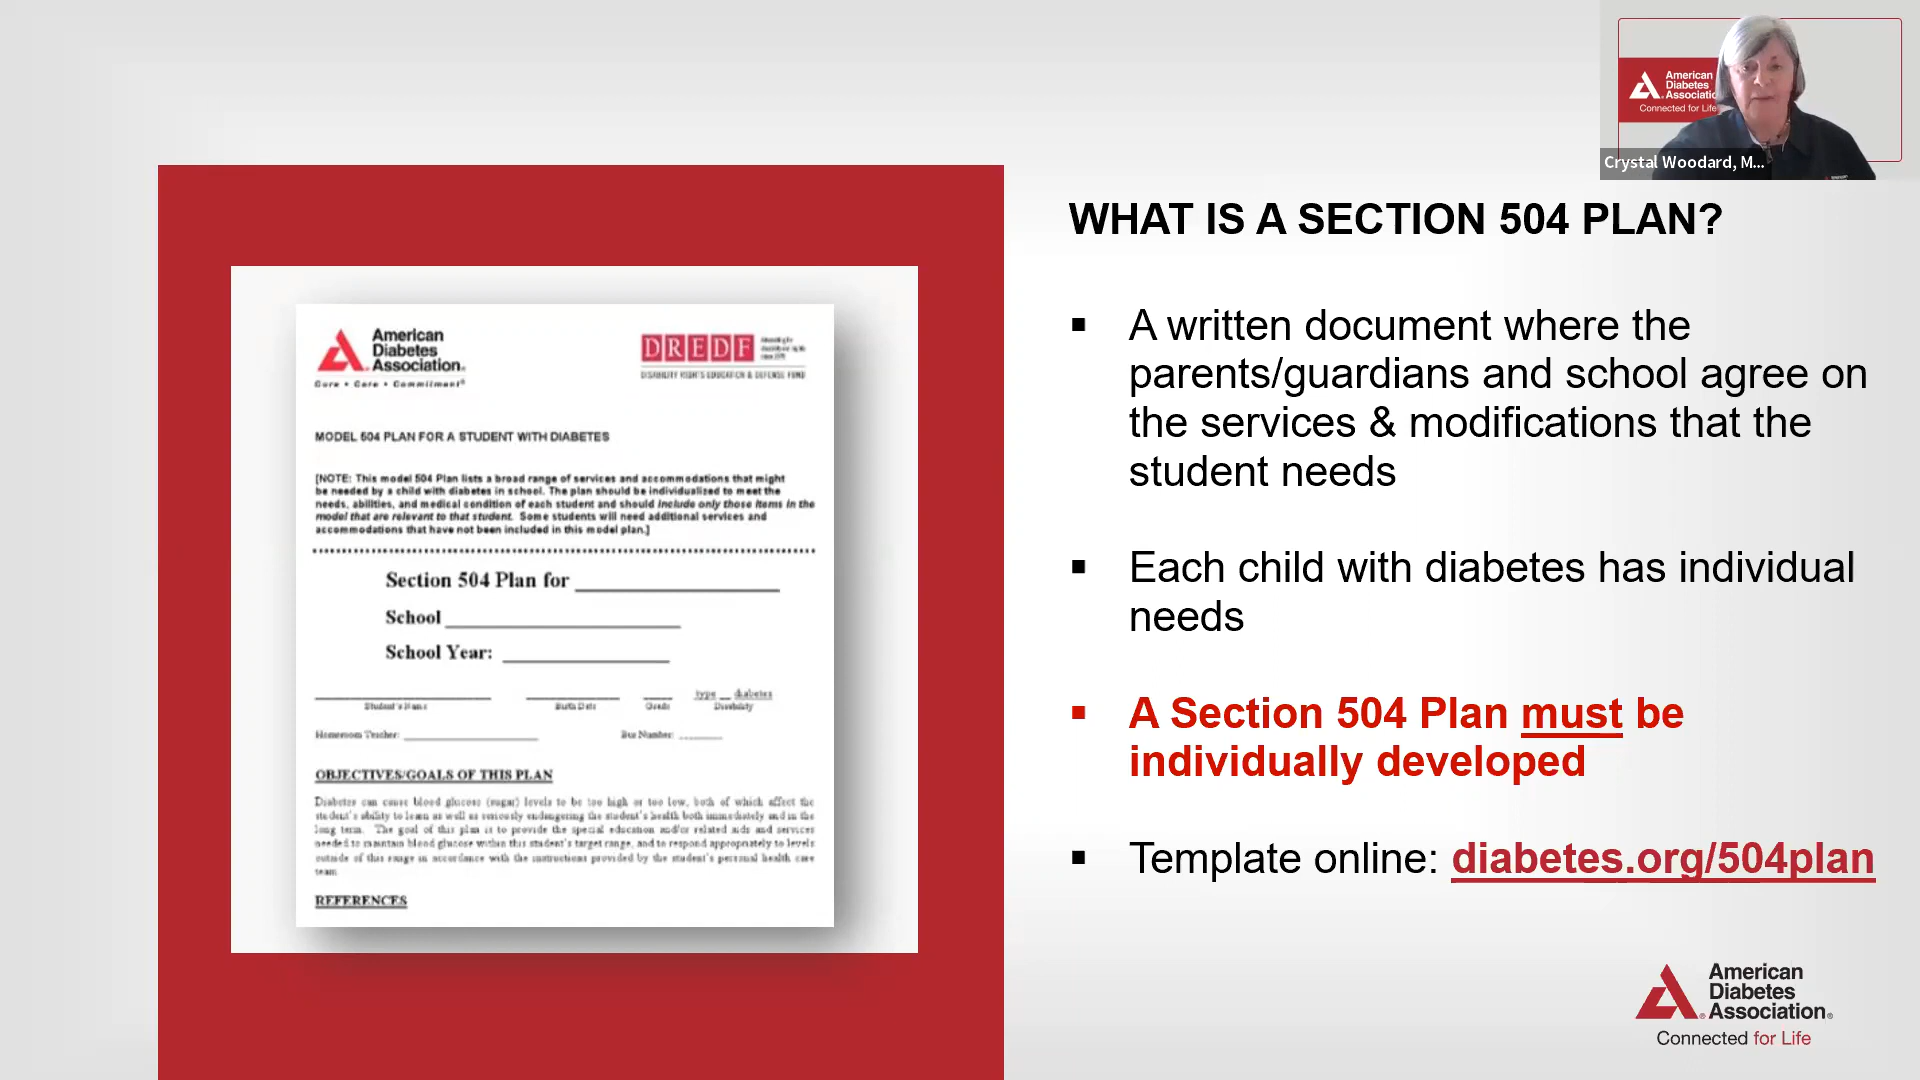 American
Diabetes
Association
Connected for Life
Crystal Woodard, M...
American
Diabetes
Association.
DREDF
DISABILITY RIGHTS EDUCATION & DEFENSE FUND
MODEL 504 PLAN FOR A STUDENT WITH DIABETES
[NOTE: This model 504 Plan lists a broad range of services and accommodations that might
be needed by a child with diabetes in school. The plan should be individualized to meet the
needs, abilities, and medical condition of each student and should include only those items in the
model that are relevant to that student. Some students will need additional services and
accommodations that have not been included in this model plan.]
Section 504 Plan for
School
School Year:
type __ diabetes
Student's Name Birth Date Grade Disability
Homeroom Teacher: Bus Number:
OBJECTIVES/GOALS OF THIS PLAN
Diabetes can cause blood glucose (sugar) levels to be too high or too low, both of which affect the
student's ability to learn as well as seriously endangering the student's health both immediately and in the
long term. The goal of this plan is to provide the special education and/or related aids and services
needed to maintain blood glucose within this student's target range, and to respond appropriately to levels
outside of this range in accordance with the instructions provided by the student's personal health care
team.
REFERENCES
WHAT IS A SECTION 504 PLAN?
▪ A written document where the
parents/guardians and school agree on
the services & modifications that the
student needs
▪ Each child with diabetes has individual
needs
▪ A Section 504 Plan must be
individually developed
▪ Template online: diabetes.org/504plan
American
Diabetes
Association®
Connected for Life